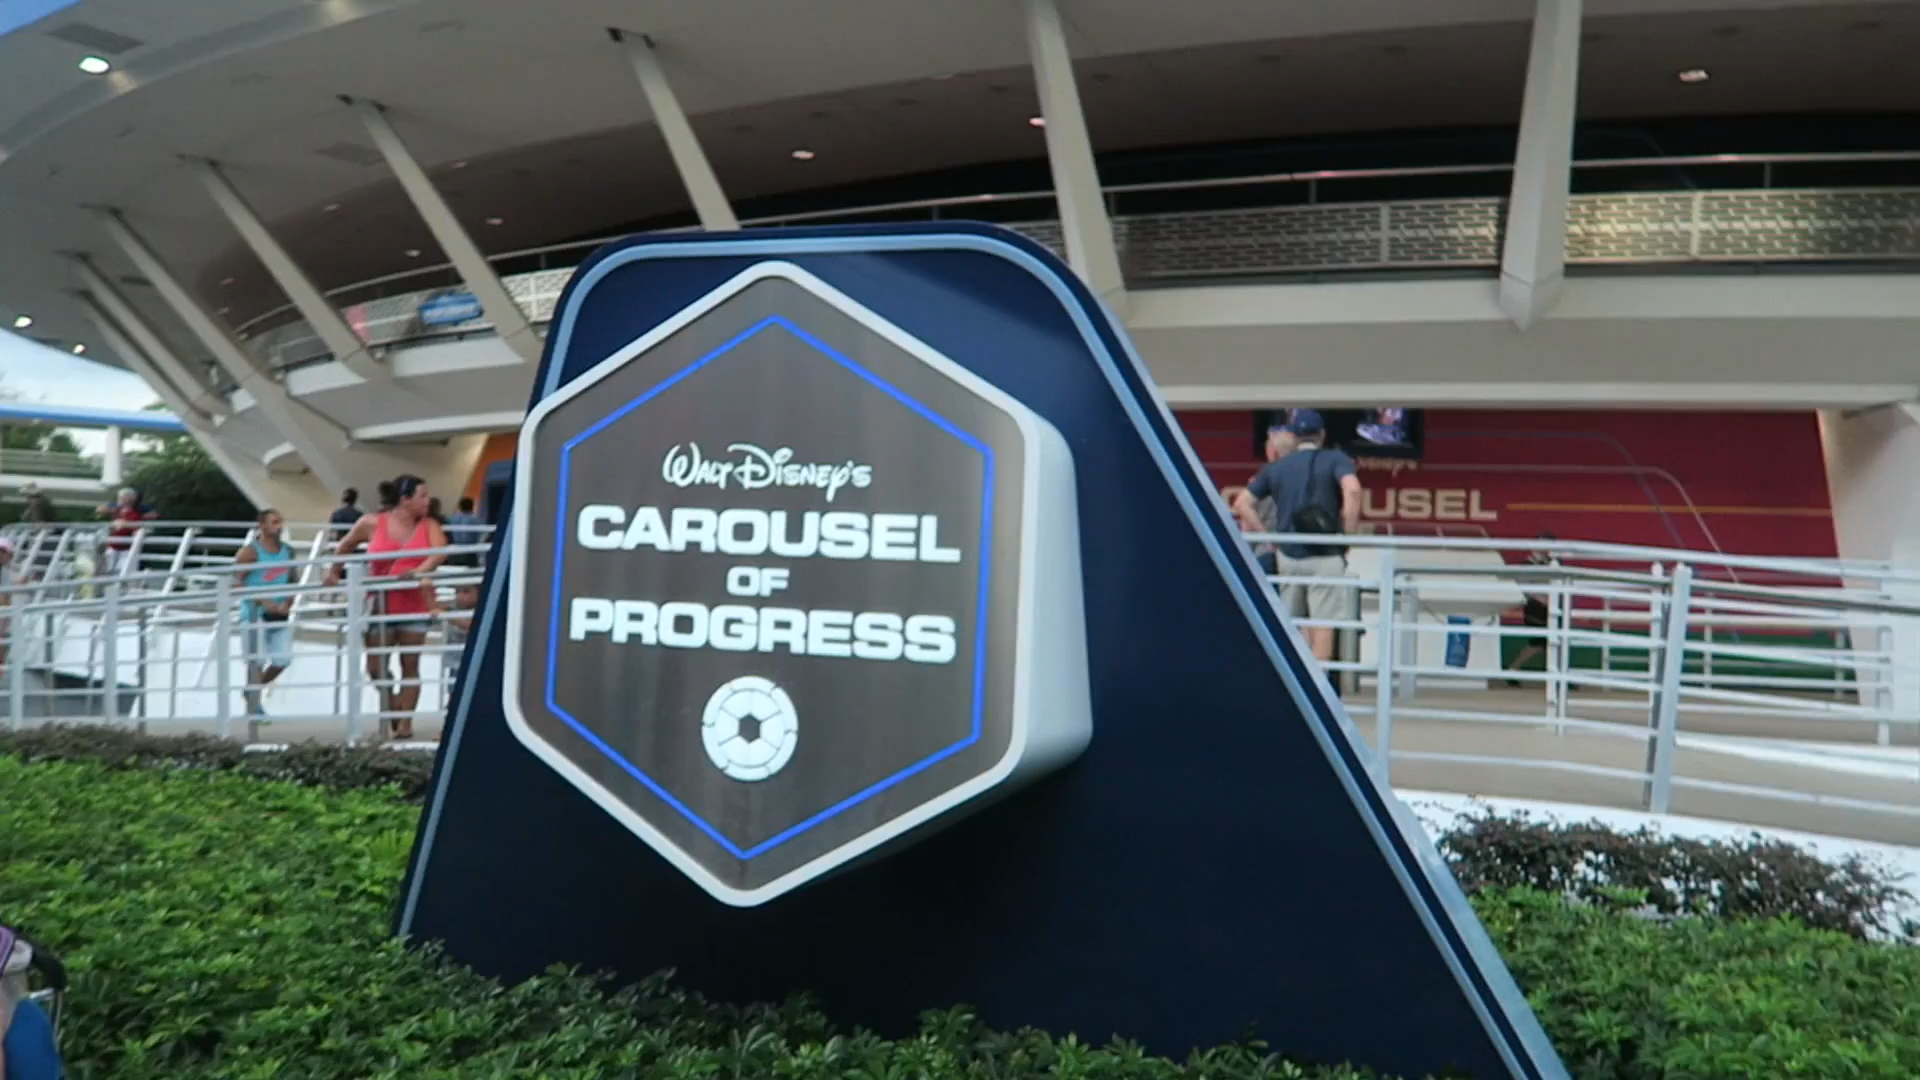 WALT DISNEY'S
CAROUSEL
OF
PROGRESS
USEL